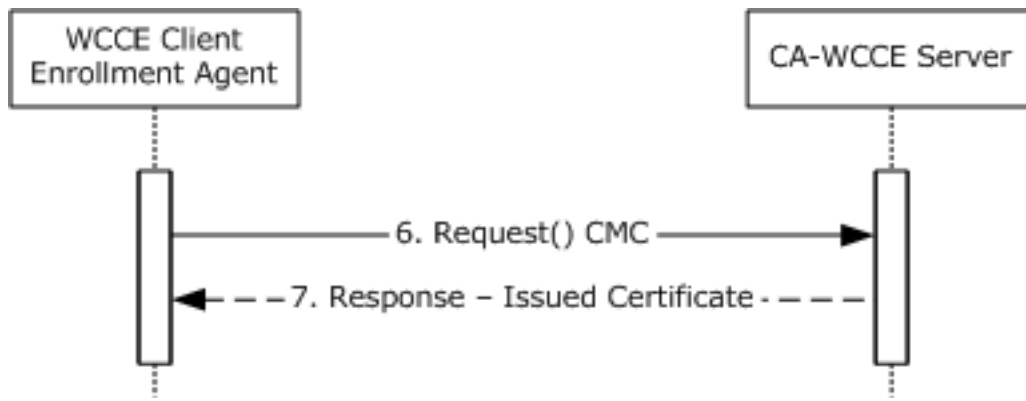 WCCE Client
Enrollment Agent
CA-WCCE Server
6. Request() CMC
7. Response – Issued Certificate